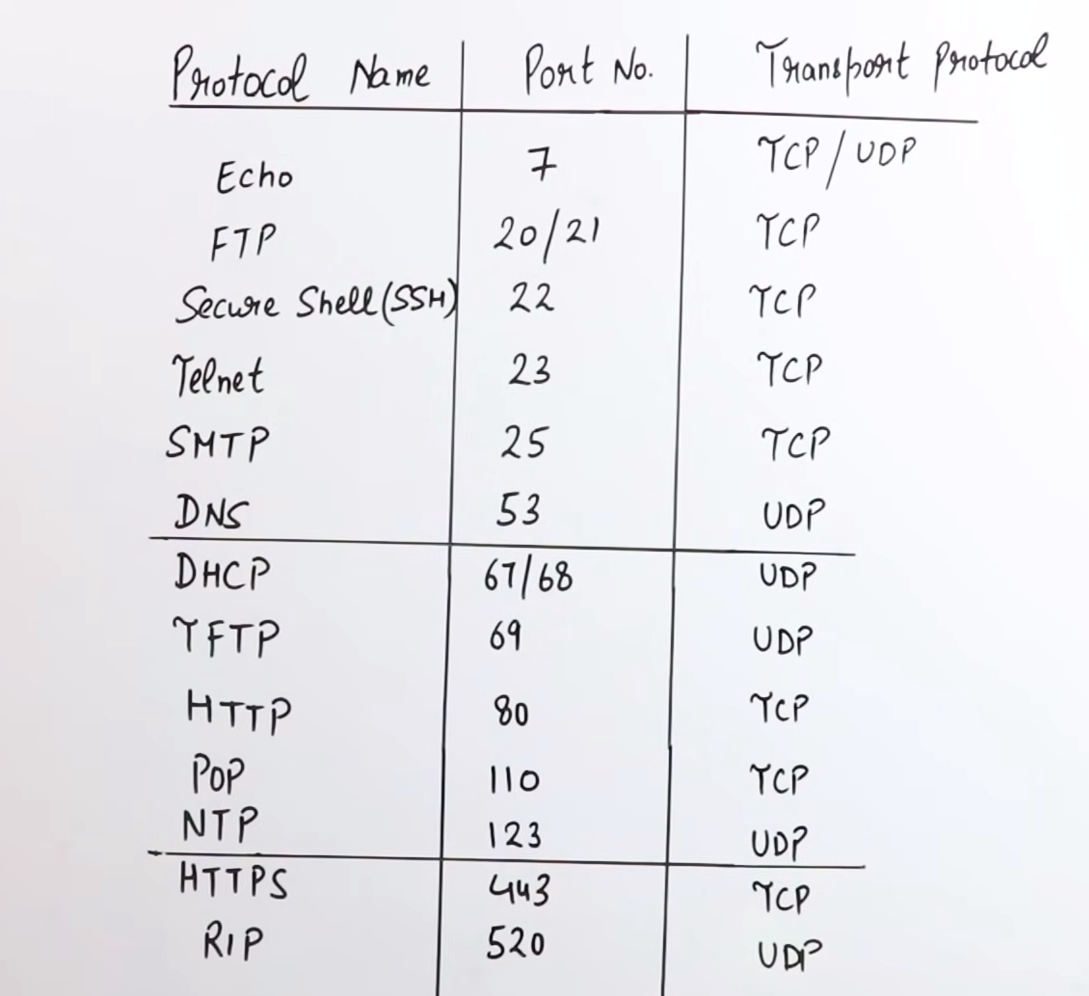 Protocol Name Port No. Transport Protocol
Echo 7 TCP/UDP
FTP 20/21 TCP
Secure Shell(SSH) 22 TCP
Telnet 23 TCP
SMTP 25 TCP
DNS 53 UDP
DHCP 67/68 UDP
TFTP 69 UDP
HTTP 80 TCP
POP 110 TCP
NTP 123 UDP
HTTPS 443 TCP
RIP 520 UDP